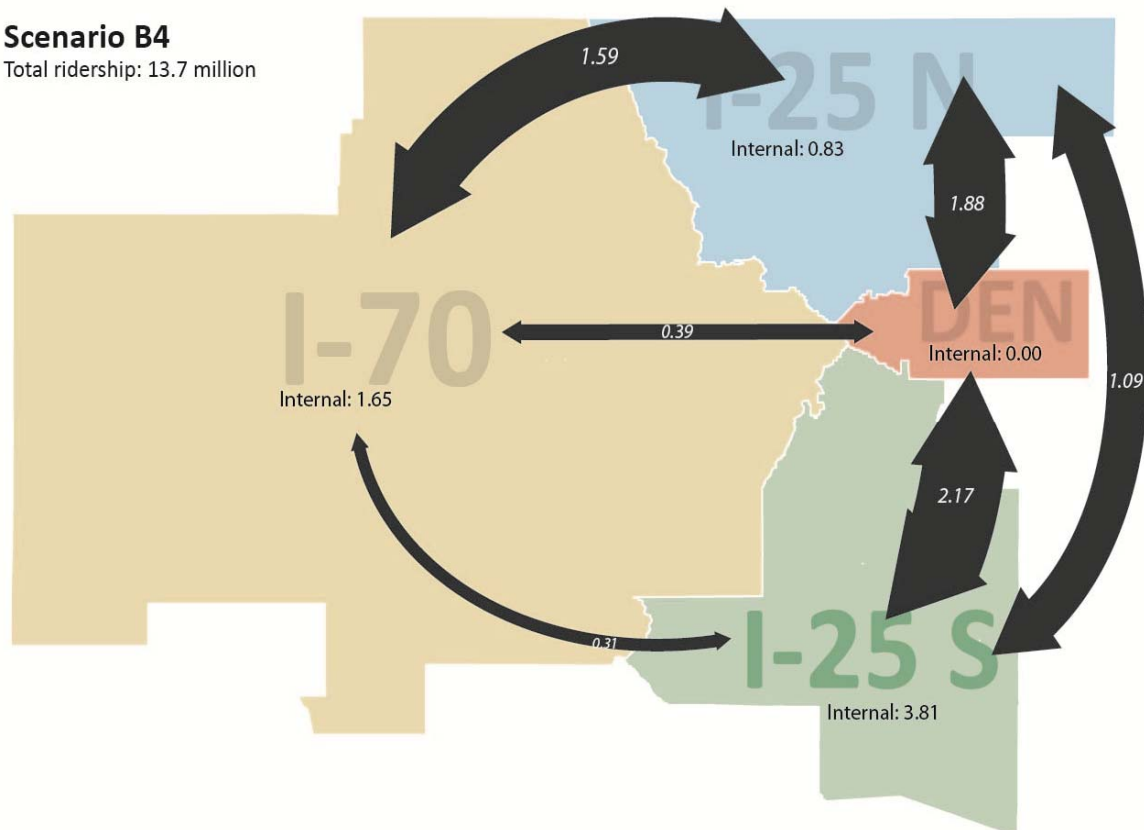 Scenario B4
Total ridership: 13.7 million
1.59
I-25 N
Internal: 0.83
1.88
I-70
0.39
DEN
Internal: 0.00
1.09
Internal: 1.65
2.17
0.31
I-25 S
Internal: 3.81